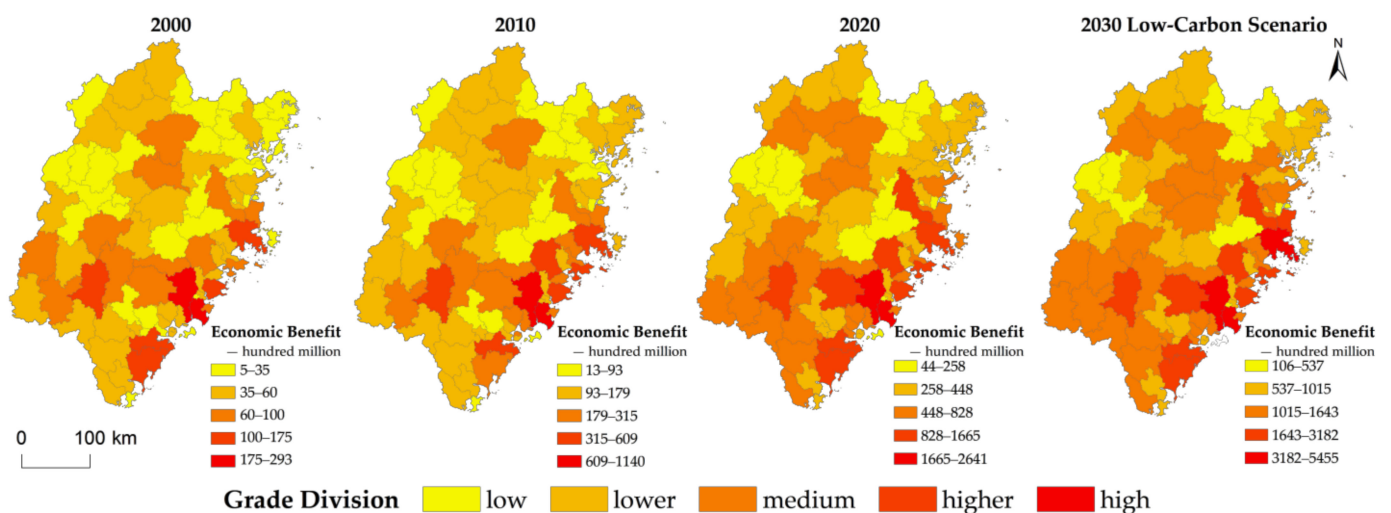 2000
2010
2020
2030 Low-Carbon Scenario
N
Economic Benefit
— hundred million
5–35
35–60
60–100
100–175
175–293
Economic Benefit
— hundred million
13–93
93–179
179–315
315–609
609–1140
Economic Benefit
— hundred million
44–258
258–448
448–828
828–1665
1665–2641
Economic Benefit
— hundred million
106–537
537–1015
1015–1643
1643–3182
3182–5455
0 100 km
Grade Division low lower medium higher high